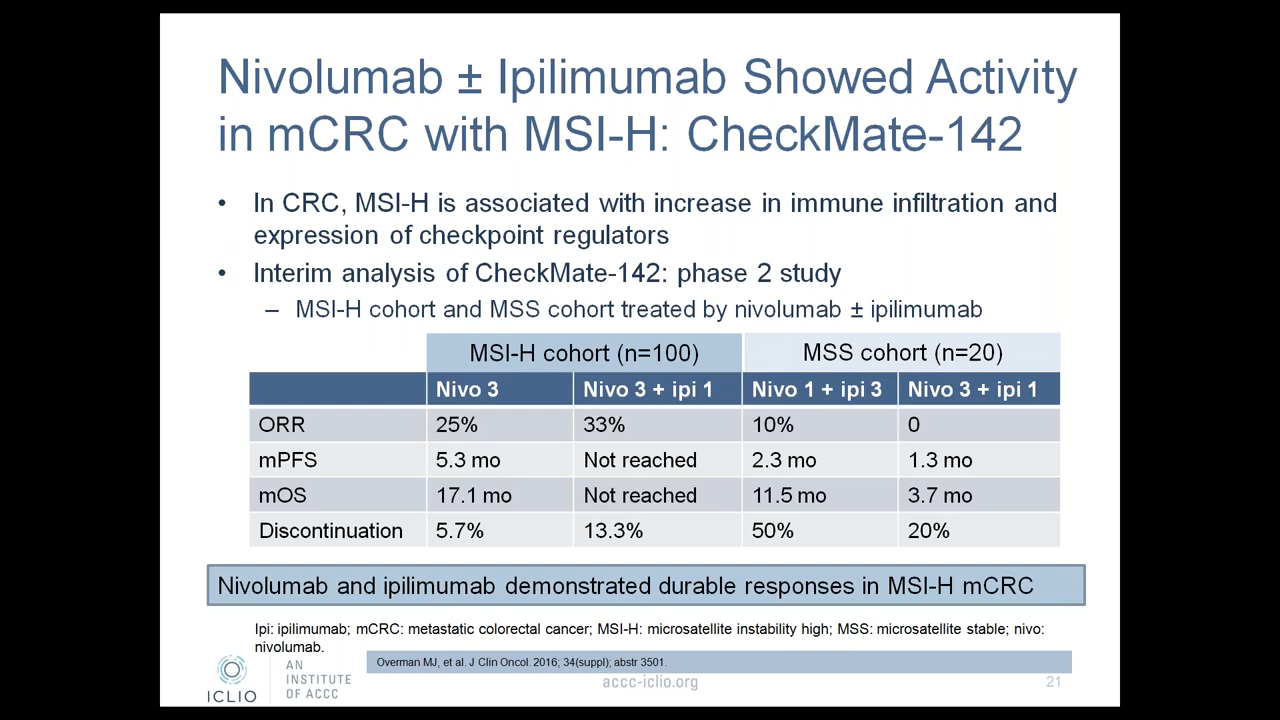 Nivolumab ± Ipilimumab Showed Activity
in mCRC with MSI-H: CheckMate-142
• In CRC, MSI-H is associated with increase in immune infiltration and
expression of checkpoint regulators
• Interim analysis of CheckMate-142: phase 2 study
– MSI-H cohort and MSS cohort treated by nivolumab ± ipilimumab
MSI-H cohort (n=100) MSS cohort (n=20)
Nivo 3 Nivo 3 + ipi 1 Nivo 1 + ipi 3 Nivo 3 + ipi 1
ORR 25% 33% 10% 0
mPFS 5.3 mo Not reached 2.3 mo 1.3 mo
mOS 17.1 mo Not reached 11.5 mo 3.7 mo
Discontinuation 5.7% 13.3% 50% 20%
Nivolumab and ipilimumab demonstrated durable responses in MSI-H mCRC
Ipi: ipilimumab; mCRC: metastatic colorectal cancer; MSI-H: microsatellite instability high; MSS: microsatellite stable; nivo:
nivolumab.
Overman MJ, et al. J Clin Oncol. 2016; 34(suppl); abstr 3501.
ICLIO
AN
INSTITUTE
OF ACCC
accc-iclio.org
21